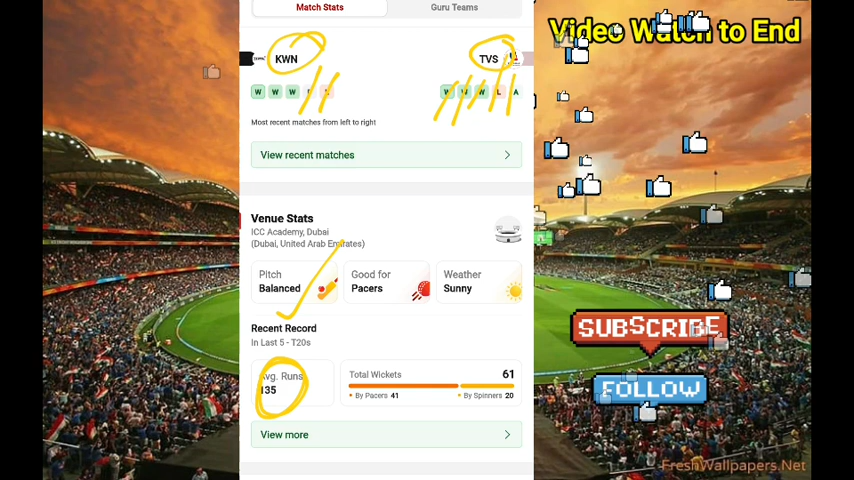 Match Stats
Guru Teams
Video Watch to End
KWN
TVS
W W W
W W W L A
Most recent matches from left to right
View recent matches
Venue Stats
ICC Academy, Dubai
(Dubai, United Arab Emirates)
Pitch
Balanced
Good for
Pacers
Weather
Sunny
Recent Record
In Last 5 - T20s
Avg. Runs
135
Total Wickets 61
By Pacers 41
By Spinners 20
View more
SUBSCRIBE
FOLLOW
FreshWallpapers.Net